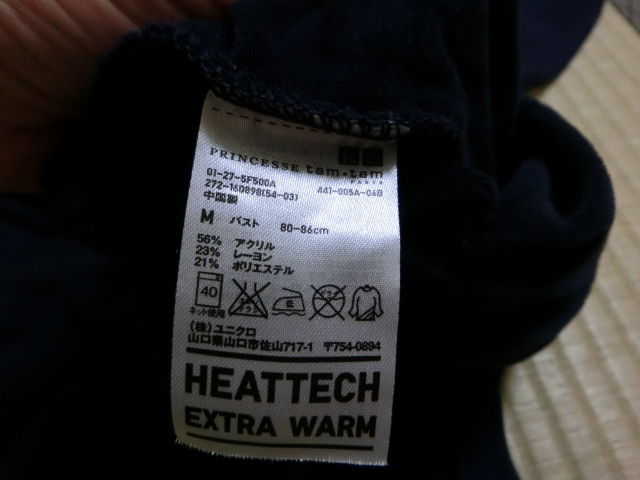 PRINCESSE tam·tam
PARIS
01-27-5F500A
272-160898(54-03) 441-005A-06B
中国製
M バスト 80-86cm
56% アクリル
23% レーヨン
21% ポリエステル
40
ネット使用
低
(株)ユニクロ
山口県山口市佐山717-1 〒754-0894
HEATTECH
EXTRA WARM